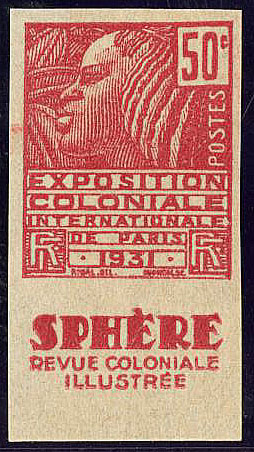 50c
POSTES
EXPOSITION
COLONIALE
INTERNATIONALE
DE PARIS
RF · 1931 · RF
SPHÈRE
REVUE COLONIALE
ILLUSTRÉE